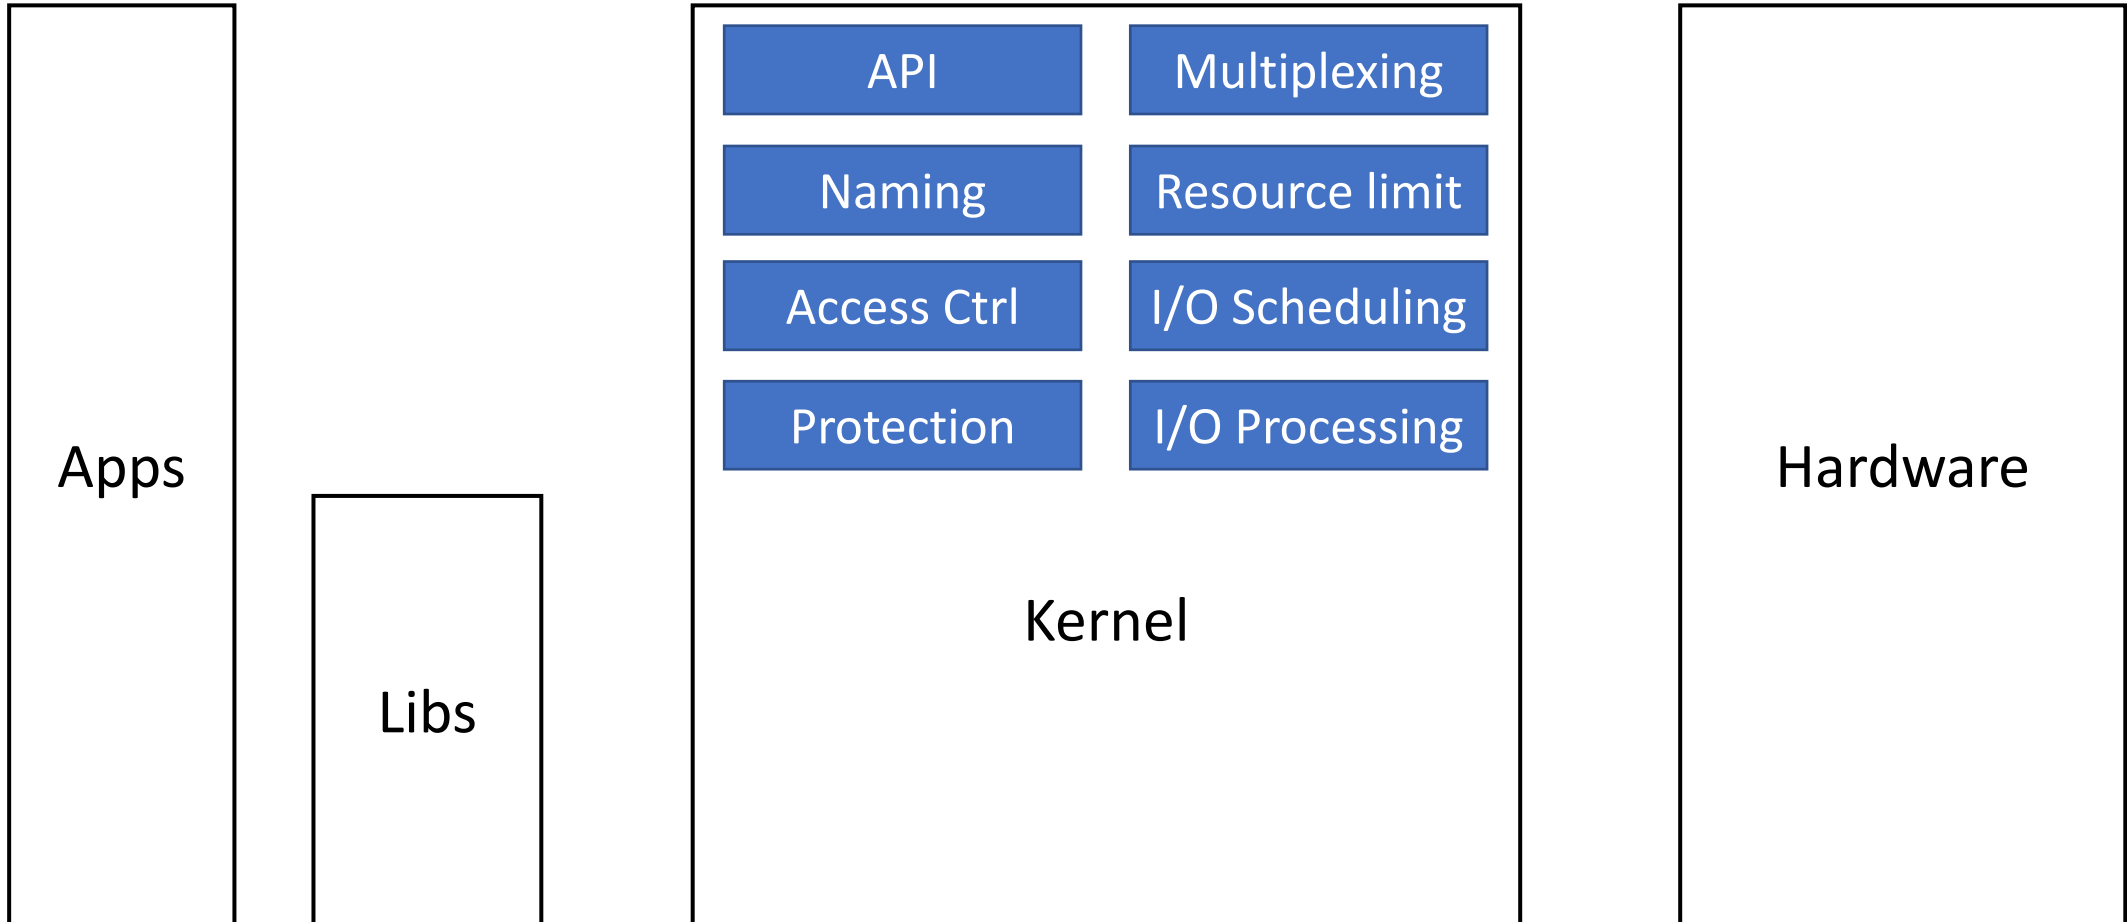 API
Multiplexing
Naming
Resource limit
Access Ctrl
I/O Scheduling
Protection
I/O Processing
Apps
Hardware
Kernel
Libs